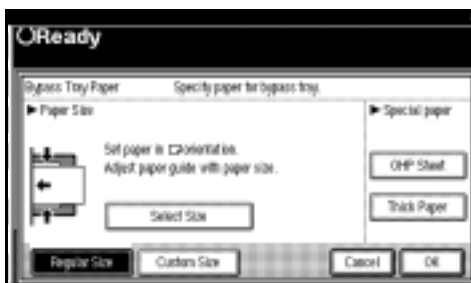 Ready
Bypass Tray Paper Specify paper for bypass tray.
► Paper Size ► Special paper
Set paper in orientation.
Adjust paper guide with paper size.
OHP Sheet
Select Size
Thick Paper
Regular Size Custom Size Cancel OK